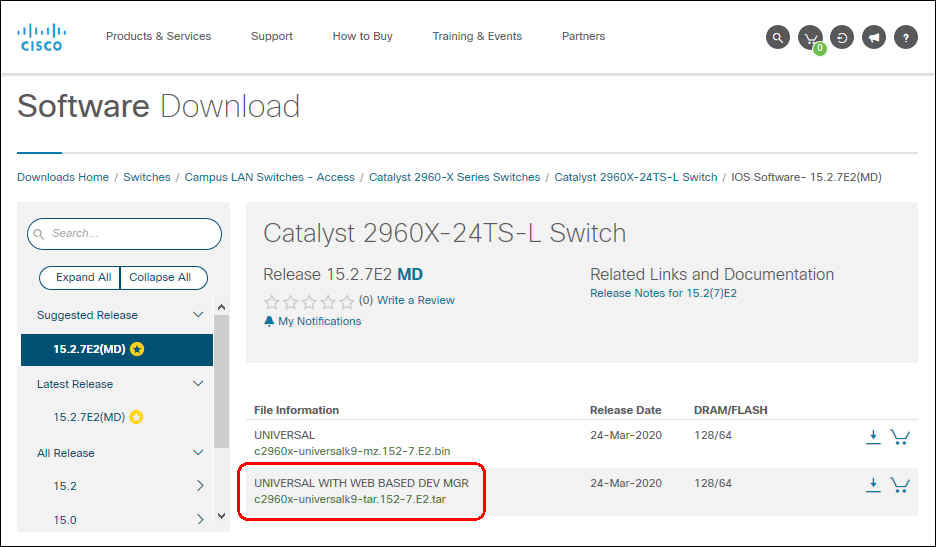 CISCO
Products & Services
Support
How to Buy
Training & Events
Partners
0
?
Software Download
Downloads Home / Switches / Campus LAN Switches - Access / Catalyst 2960-X Series Switches / Catalyst 2960X-24TS-L Switch / IOS Software- 15.2.7E2(MD)
Search...
Expand All
Collapse All
Suggested Release
15.2.7E2(MD)
Latest Release
15.2.7E2(MD)
All Release
15.2
15.0
Catalyst 2960X-24TS-L Switch
Release 15.2.7E2 MD
(0) Write a Review
My Notifications
Related Links and Documentation
Release Notes for 15.2(7)E2
File Information
Release Date
DRAM/FLASH
UNIVERSAL
c2960x-universalk9-mz.152-7.E2.bin
24-Mar-2020
128/64
UNIVERSAL WITH WEB BASED DEV MGR
c2960x-universalk9-tar.152-7.E2.tar
24-Mar-2020
128/64